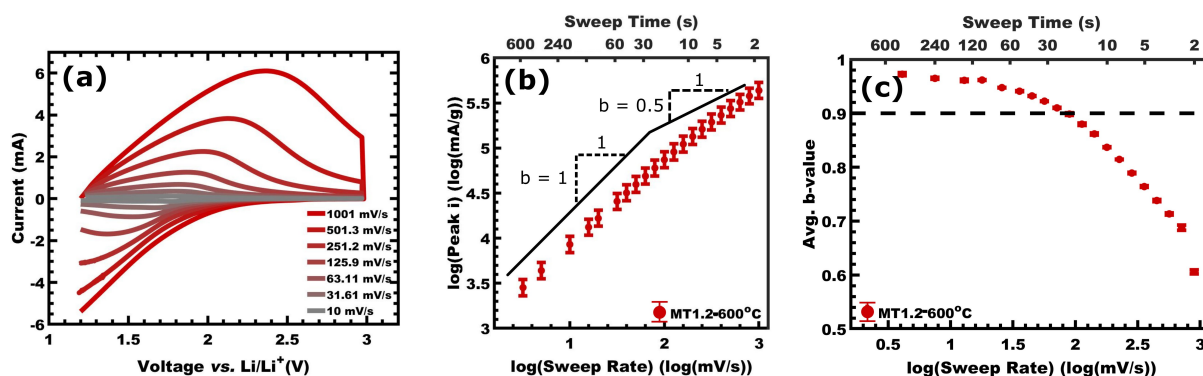 (a)
6
4
2
0
-2
-4
-6
Current (mA)
1
1.5
2
2.5
3
Voltage vs. Li/Li⁺(V)
1001 mV/s
501.3 mV/s
251.2 mV/s
125.9 mV/s
63.11 mV/s
31.61 mV/s
10 mV/s
Sweep Time (s)
600 240 60 30 10 5 2
(b)
6
5.5
5
4.5
4
3.5
3
log(Peak i) (log(mA/g))
1
b = 0.5
1
b = 1
MT1.2-600°C
1 2 3
log(Sweep Rate) (log(mV/s))
Sweep Time (s)
600 240 120 60 30 10 5 2
(c)
1
0.9
0.8
0.7
0.6
0.5
Avg. b-value
MT1.2-600°C
0.5 1 1.5 2 2.5 3
log(Sweep Rate) (log(mV/s))